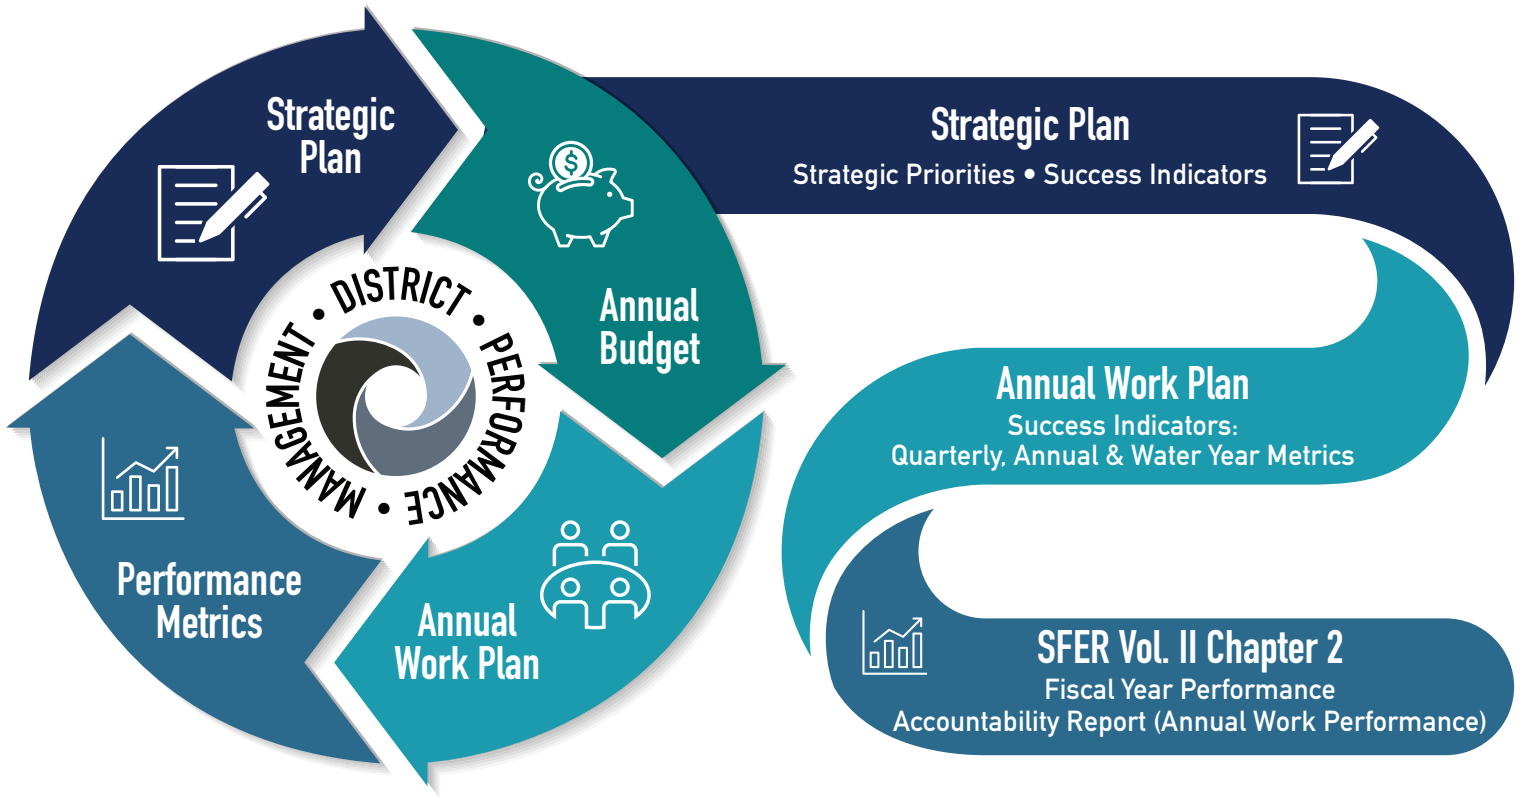 Strategic
Plan
$
Annual
Budget
Annual
Work Plan
Performance
Metrics
DISTRICT • PERFORMANCE • MANAGEMENT •
Strategic Plan
Strategic Priorities • Success Indicators
Annual Work Plan
Success Indicators:
Quarterly, Annual & Water Year Metrics
SFER Vol. II Chapter 2
Fiscal Year Performance
Accountability Report (Annual Work Performance)